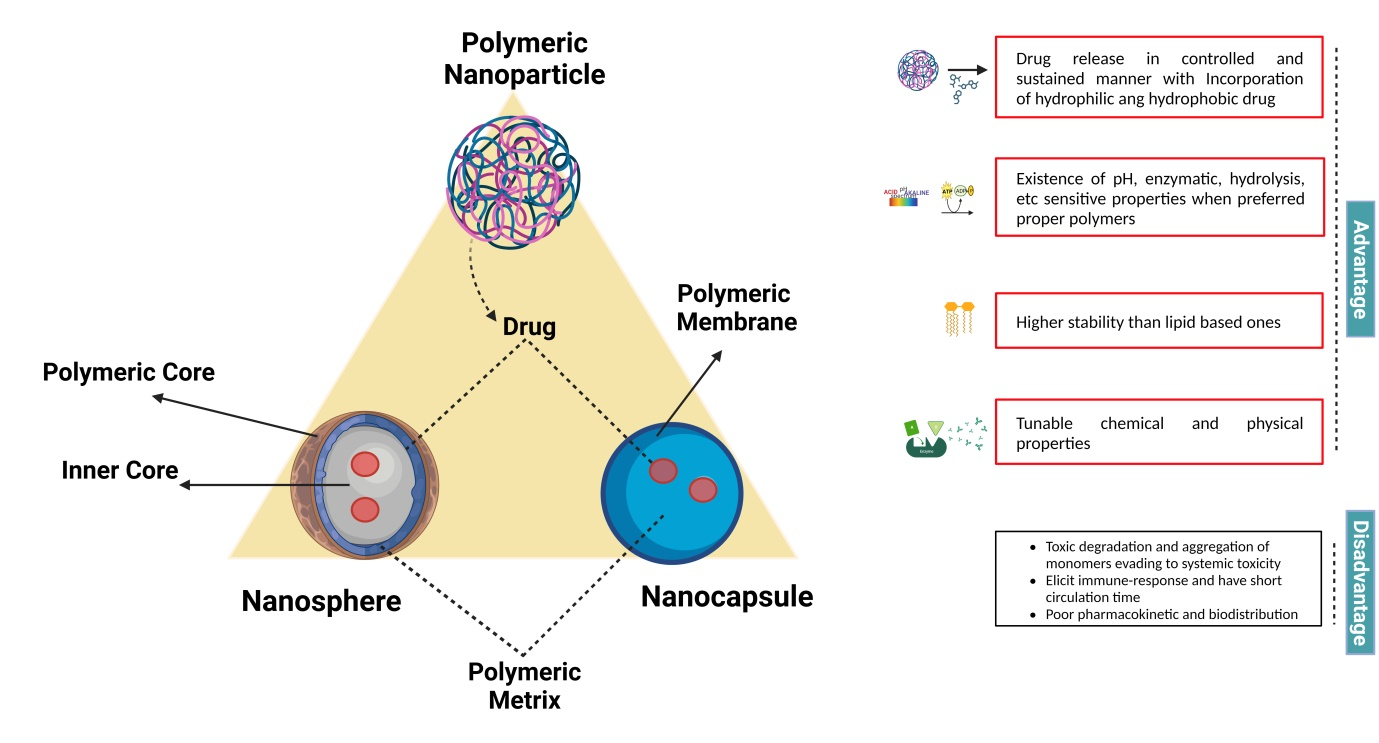 Polymeric
Nanoparticle
Drug
Polymeric
Membrane
Polymeric Core
Inner Core
Nanosphere
Nanocapsule
Polymeric
Metrix
Drug release in controlled and
sustained manner with Incorporation
of hydrophilic ang hydrophobic drug
ACID pH AKALINE
ATP ADP
Existence of pH, enzymatic, hydrolysis,
etc sensitive properties when preferred
proper polymers
Higher stability than lipid based ones
Tunable chemical and physical
properties
Advantage
Toxic degradation and aggregation of
monomers evading to systemic toxicity
Elicit immune-response and have short
circulation time
Poor pharmacokinetic and biodistribution
Disadvantage